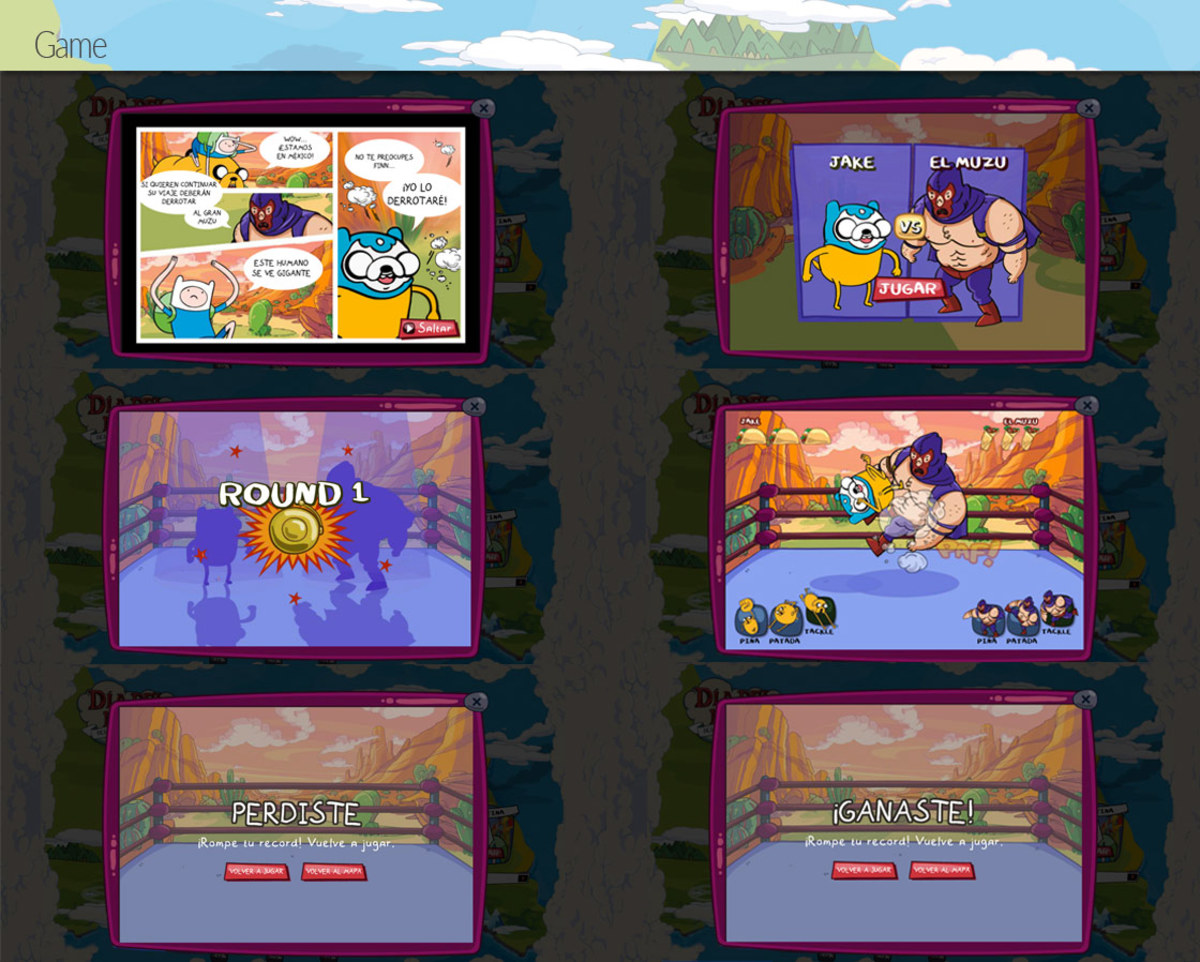 Game
WOW...
¡ESTAMOS
EN MÉXICO!
SI QUIEREN CONTINUAR
SU VIAJE DEBERÁN
DERROTAR
AL GRAN
MUZU
ESTE HUMANO
SE VE GIGANTE
NO TE PREOCUPES
FINN...
¡YO LO
DERROTARÉ!
Saltar
JAKE
EL MUZU
VS
JUGAR
ROUND 1
JAKE
EL MUZU
PAF!
PIÑA PATADA TACKLE
PIÑA PATADA TACKLE
PERDISTE
¡Rompe tu record! Vuelve a jugar.
VOLVER A JUGAR VOLVER AL MAPA
¡GANASTE!
¡Rompe tu record! Vuelve a jugar.
VOLVER A JUGAR VOLVER AL MAPA